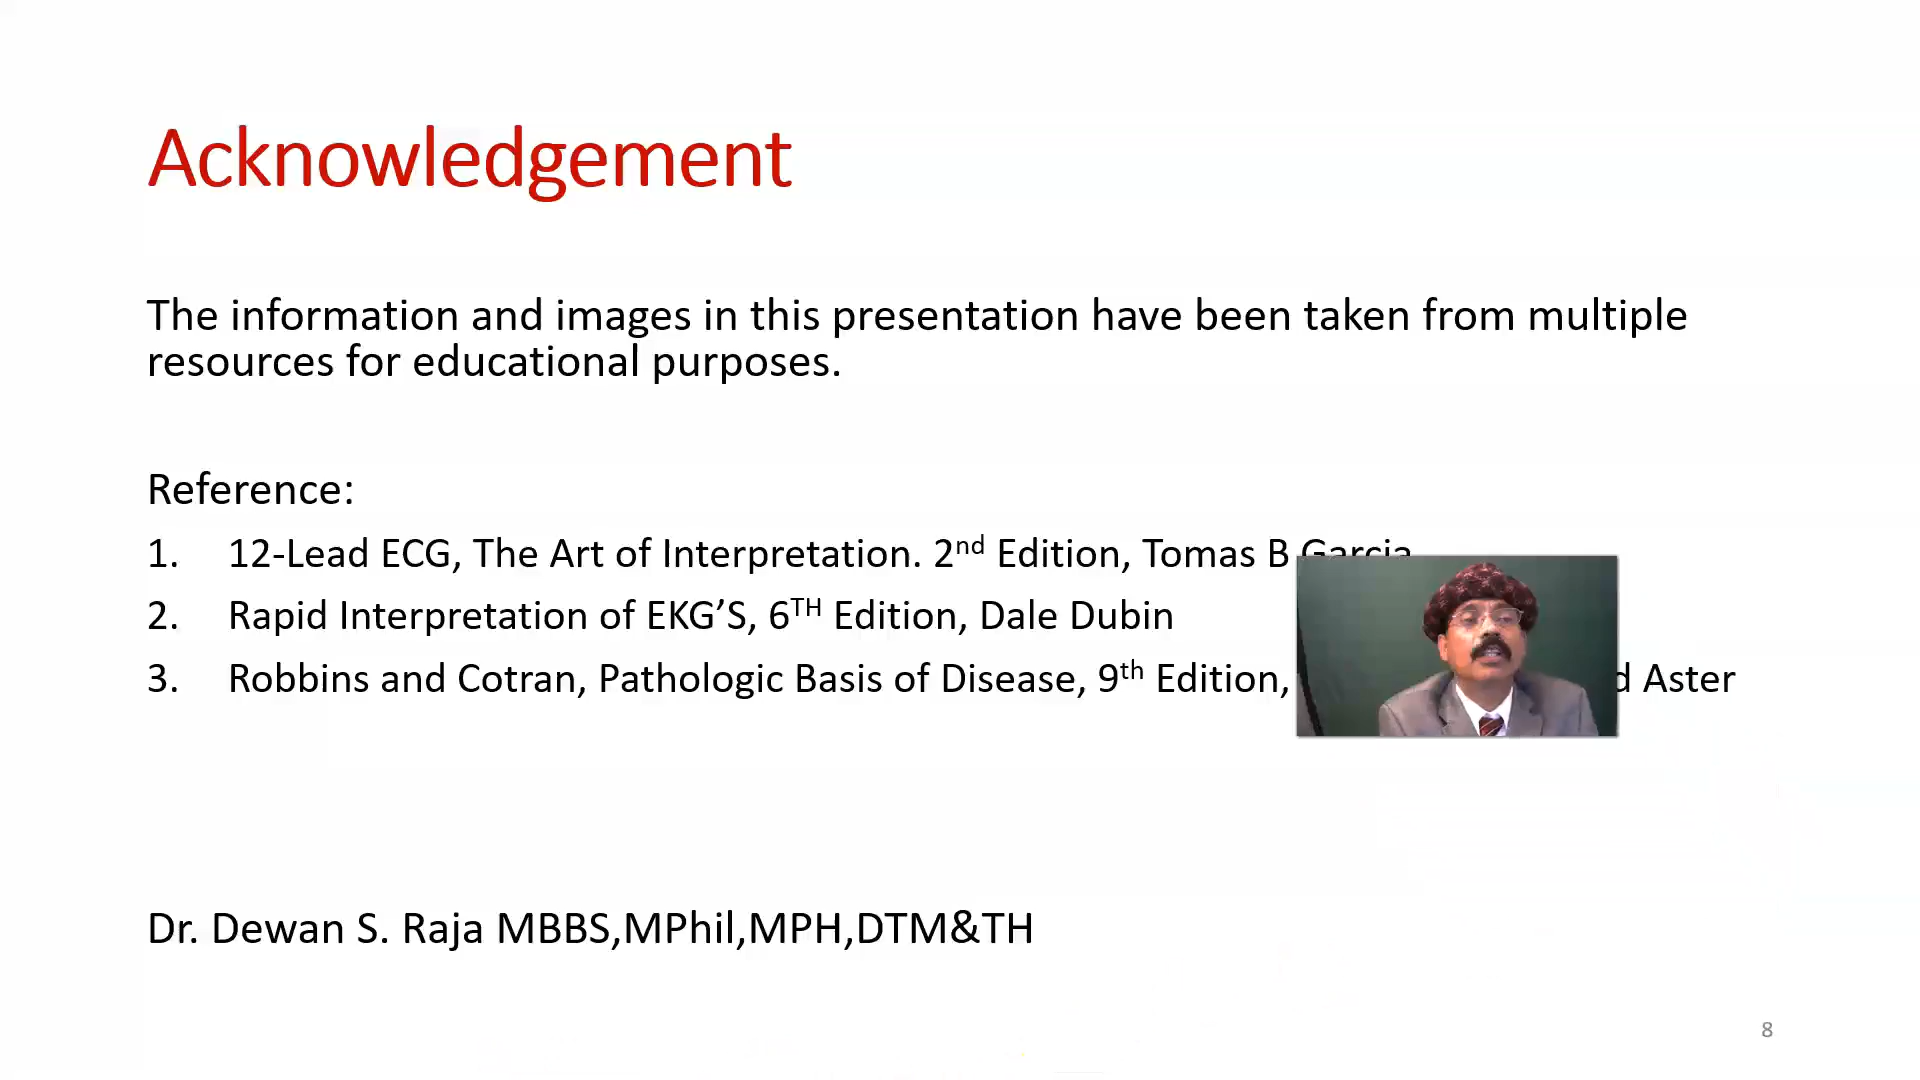 Acknowledgement
The information and images in this presentation have been taken from multiple
resources for educational purposes.
Reference:
1. 12-Lead ECG, The Art of Interpretation. 2nd Edition, Tomas B Garcia
2. Rapid Interpretation of EKG’S, 6TH Edition, Dale Dubin
3. Robbins and Cotran, Pathologic Basis of Disease, 9th Edition, Aster
Dr. Dewan S. Raja MBBS,MPhil,MPH,DTM&TH
8